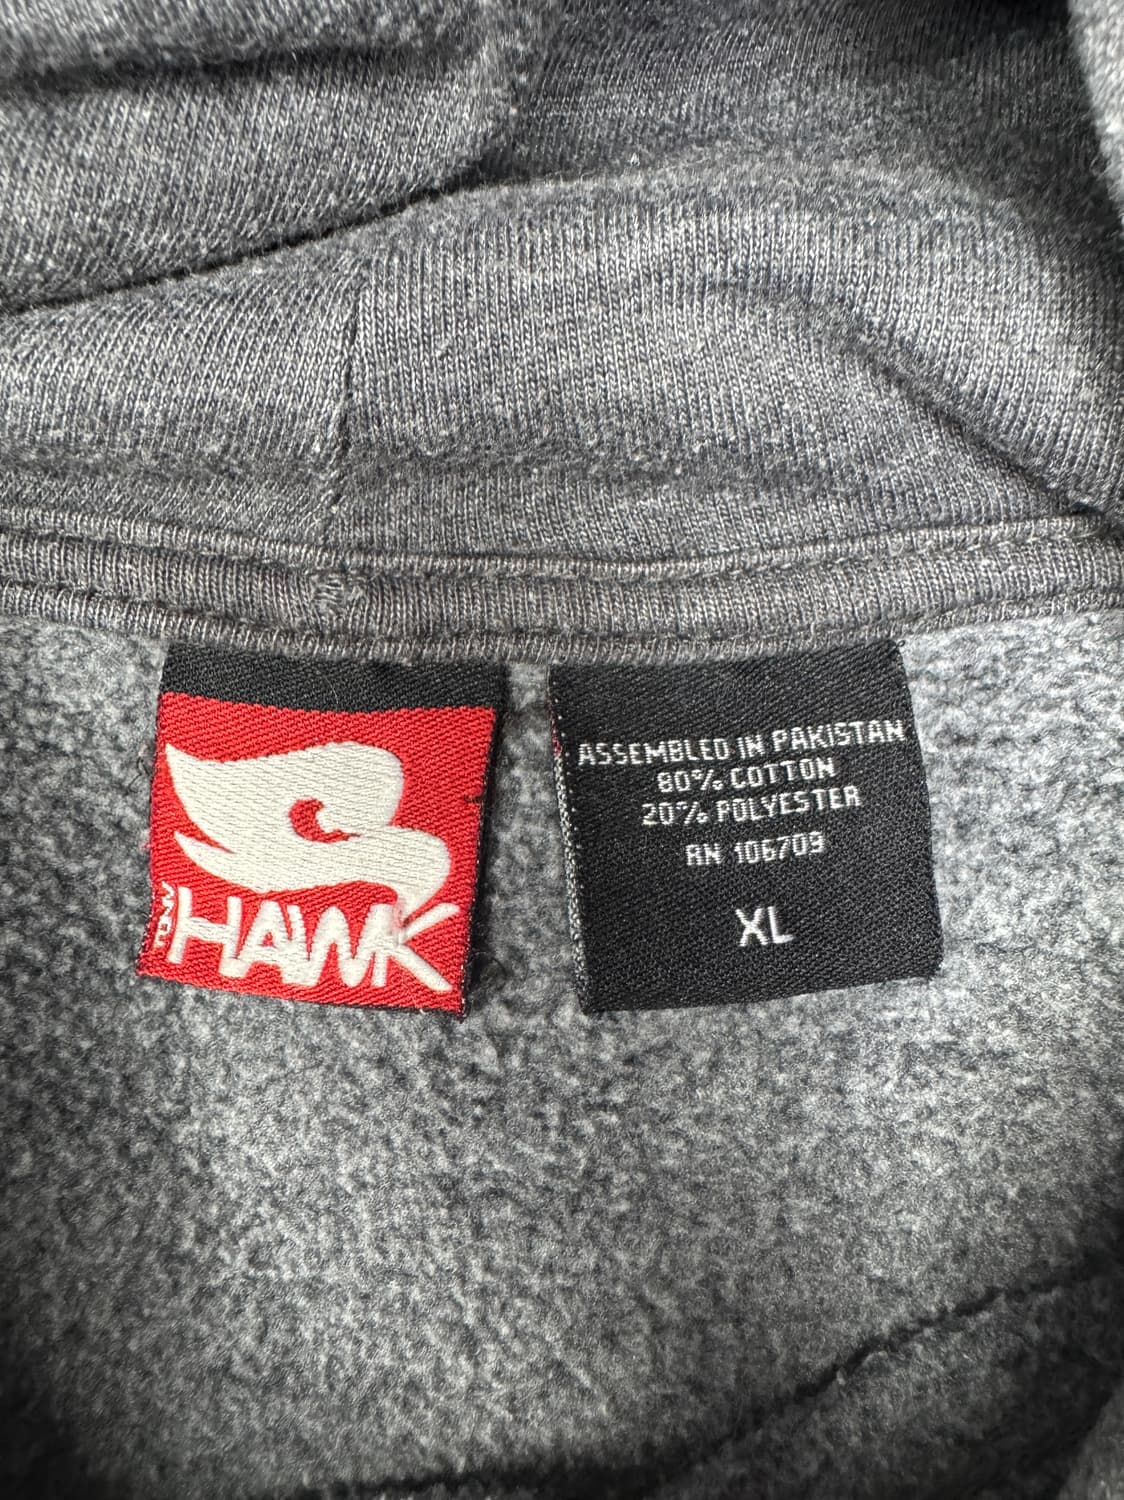 TONY
HAWK
ASSEMBLED IN PAKISTAN
80% COTTON
20% POLYESTER
RN 106709
XL